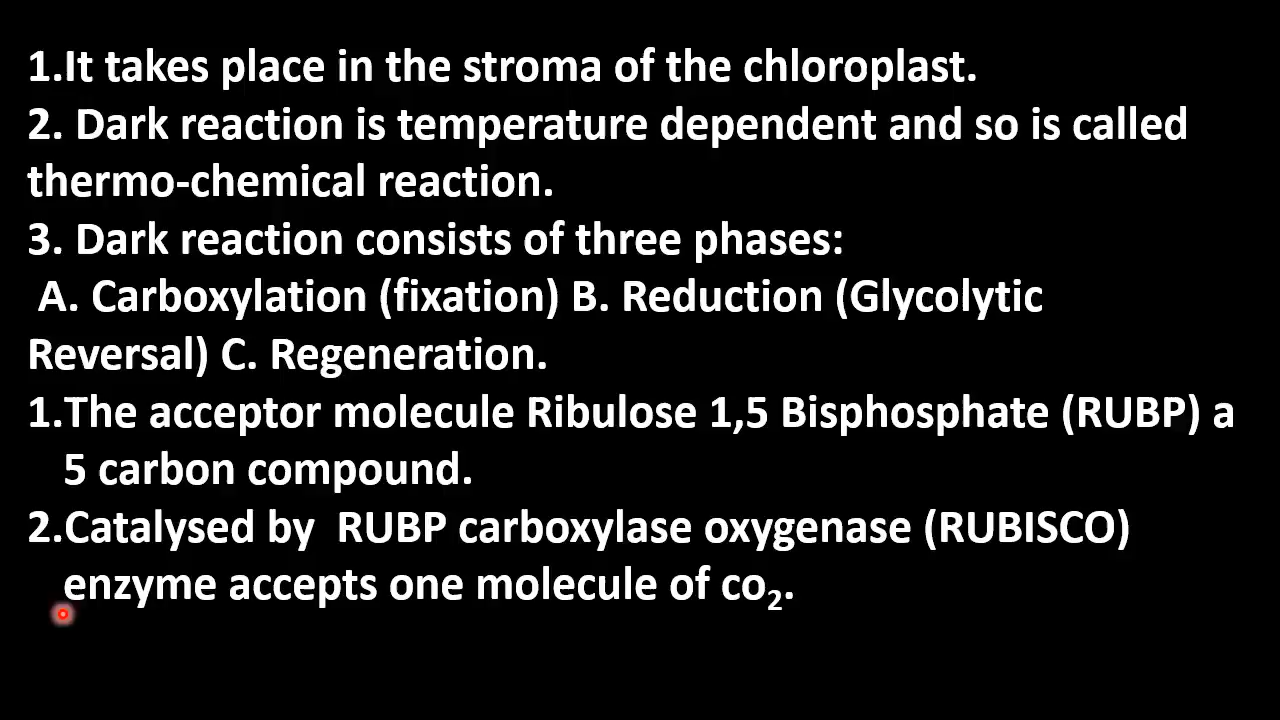 1.It takes place in the stroma of the chloroplast.
2. Dark reaction is temperature dependent and so is called
thermo-chemical reaction.
3. Dark reaction consists of three phases:
A. Carboxylation (fixation) B. Reduction (Glycolytic
Reversal) C. Regeneration.
1.The acceptor molecule Ribulose 1,5 Bisphosphate (RUBP) a
5 carbon compound.
2.Catalysed by  RUBP carboxylase oxygenase (RUBISCO)
enzyme accepts one molecule of co₂.